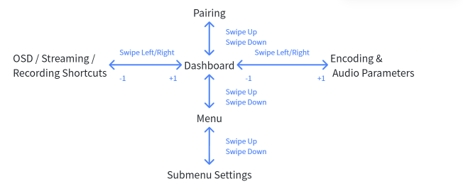 Pairing
Swipe Up
Swipe Down
OSD / Streaming /
Recording Shortcuts
Swipe Left/Right
-1
+1
Dashboard
Swipe Left/Right
-1
+1
Encoding &
Audio Parameters
Swipe Up
Swipe Down
Menu
Swipe Up
Swipe Down
Submenu Settings